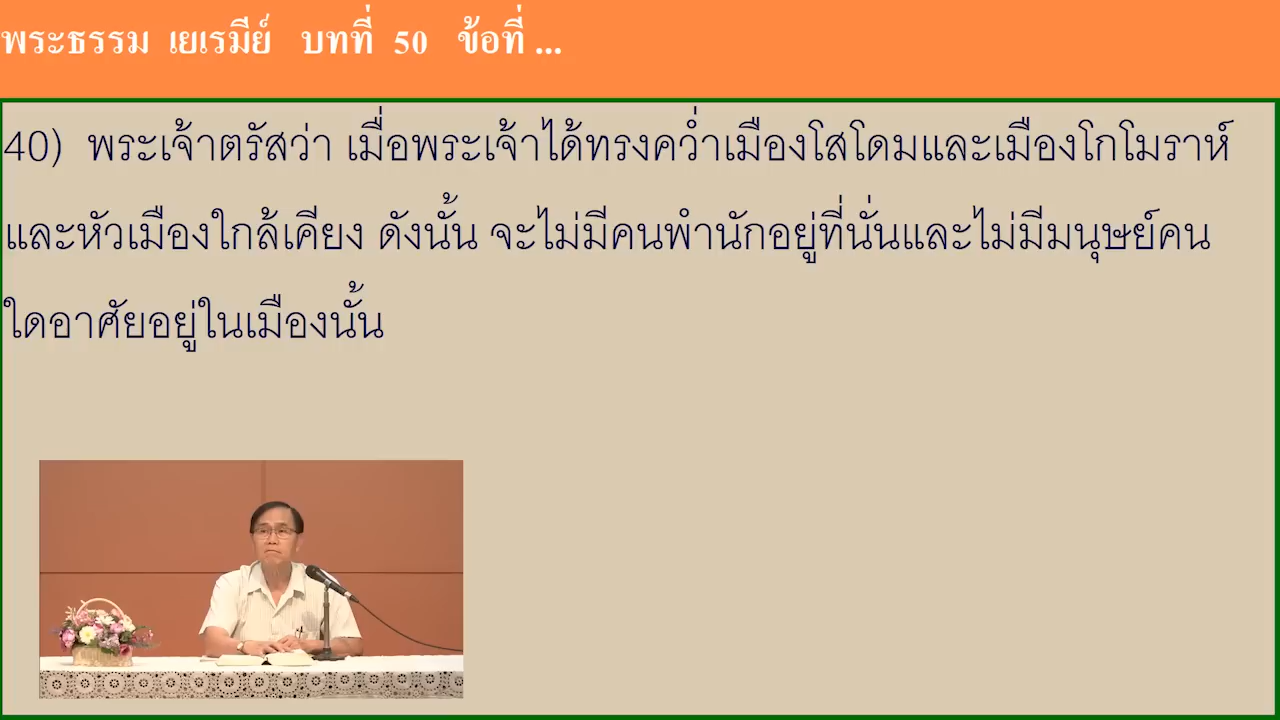 พระธรรม เยเรมีย์ บทที่ 50 ข้อที่ ...
40) พระเจ้าตรัสว่า เมื่อพระเจ้าได้ทรงคว่ำเมืองโสโดมและเมืองโกโมราห์
และหัวเมืองใกล้เคียง ดังนั้น จะไม่มีคนพำนักอยู่ที่นั่นและไม่มีมนุษย์คน
ใดอาศัยอยู่ในเมืองนั้น